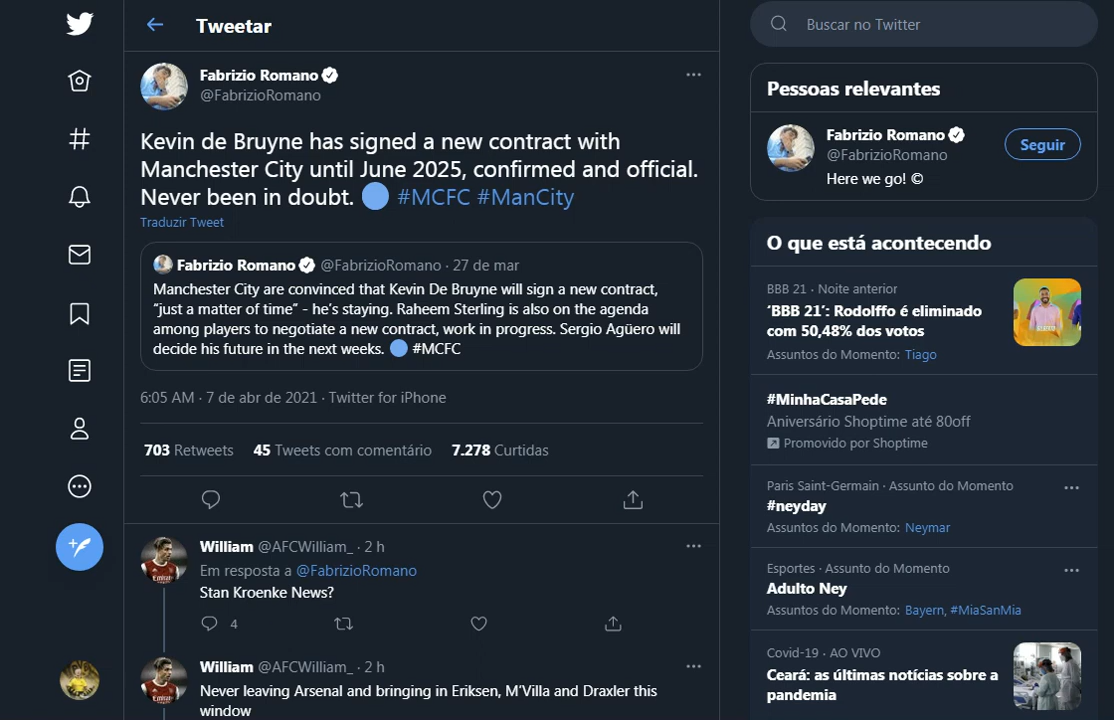 Tweetar
Fabrizio Romano
@FabrizioRomano
Kevin de Bruyne has signed a new contract with
Manchester City until June 2025, confirmed and official.
Never been in doubt. #MCFC #ManCity
Traduzir Tweet
Fabrizio Romano @FabrizioRomano · 27 de mar
Manchester City are convinced that Kevin De Bruyne will sign a new contract,
“just a matter of time” - he’s staying. Raheem Sterling is also on the agenda
among players to negotiate a new contract, work in progress. Sergio Agüero will
decide his future in the next weeks. #MCFC
6:05 AM · 7 de abr de 2021 · Twitter for iPhone
703 Retweets 45 Tweets com comentário 7.278 Curtidas
William @AFCWilliam_ · 2 h
Em resposta a @FabrizioRomano
Stan Kroenke News?
4
William @AFCWilliam_ · 2 h
Never leaving Arsenal and bringing in Eriksen, M’Villa and Draxler this
window
Buscar no Twitter
Pessoas relevantes
Fabrizio Romano
@FabrizioRomano
Seguir
Here we go! ©
O que está acontecendo
BBB 21 · Noite anterior
‘BBB 21’: Rodolffo é eliminado
com 50,48% dos votos
Assuntos do Momento: Tiago
#MinhaCasaPede
Aniversário Shoptime até 80off
Promovido por Shoptime
Paris Saint-Germain · Assunto do Momento
#neyday
Assuntos do Momento: Neymar
Esportes · Assunto do Momento
Adulto Ney
Assuntos do Momento: Bayern, #MiaSanMia
Covid-19 · AO VIVO
Ceará: as últimas notícias sobre a
pandemia